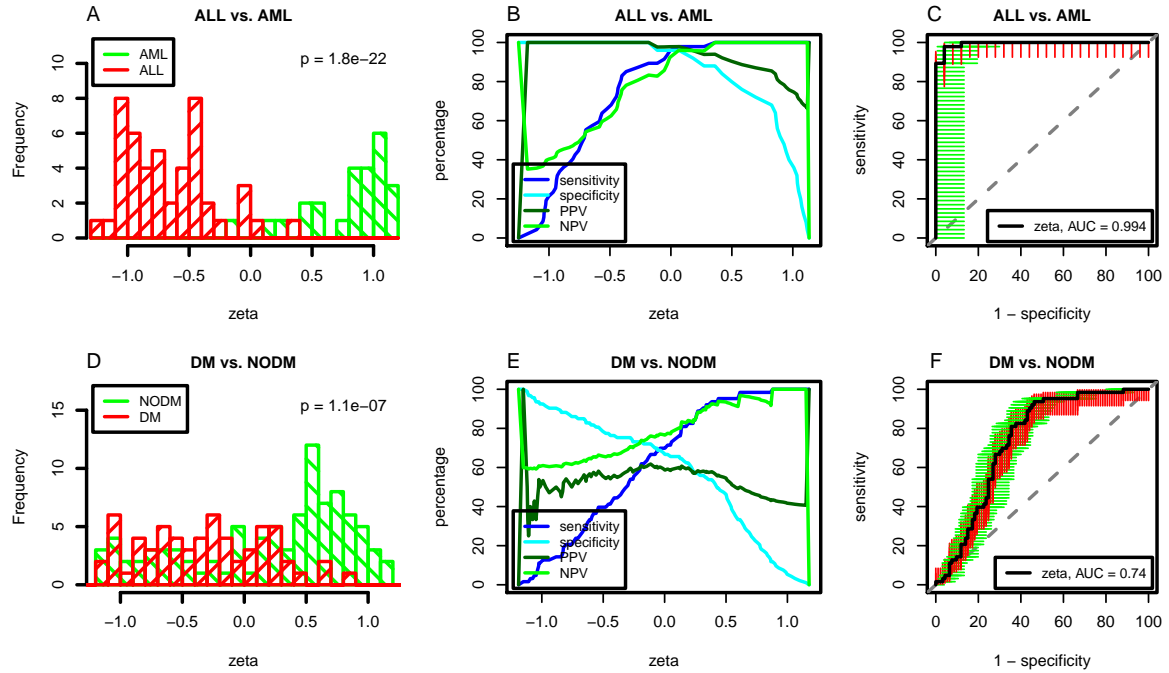 A
ALL vs. AML
AML
ALL
p = 1.8e−22
Frequency
0
2
4
6
8
10
−1.0
−0.5
0.0
0.5
1.0
zeta
B
ALL vs. AML
percentage
0
20
40
60
80
100
sensitivity
specificity
PPV
NPV
−1.0
−0.5
0.0
0.5
1.0
zeta
C
ALL vs. AML
sensitivity
0
20
40
60
80
100
zeta, AUC = 0.994
0
20
40
60
80
100
1 − specificity
D
DM vs. NODM
NODM
DM
p = 1.1e−07
Frequency
0
5
10
15
−1.0
−0.5
0.0
0.5
1.0
zeta
E
DM vs. NODM
percentage
0
20
40
60
80
100
sensitivity
specificity
PPV
NPV
−1.0
−0.5
0.0
0.5
1.0
zeta
F
DM vs. NODM
sensitivity
0
20
40
60
80
100
zeta, AUC = 0.74
0
20
40
60
80
100
1 − specificity